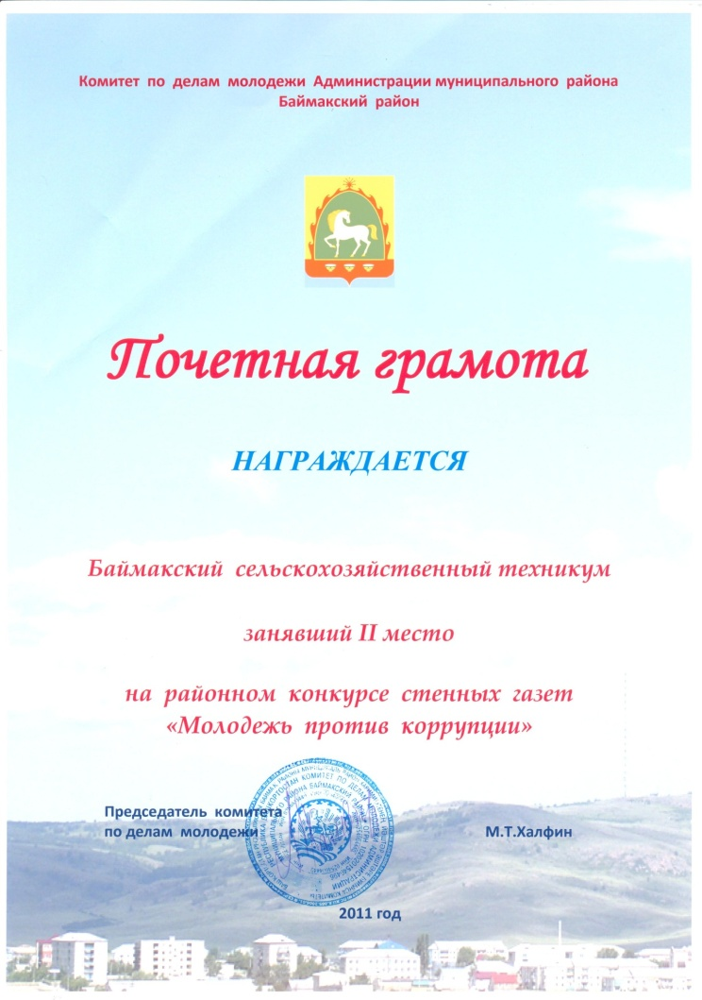 Комитет по делам молодежи Администрации муниципального района
Баймакский район
Почетная грамота
НАГРАЖДАЕТСЯ
Баймакский сельскохозяйственный техникум
занявший II место
на районном конкурсе стенных газет
«Молодежь против коррупции»
Председатель комитета
по делам молодежи М.Т.Халфин
2011 год